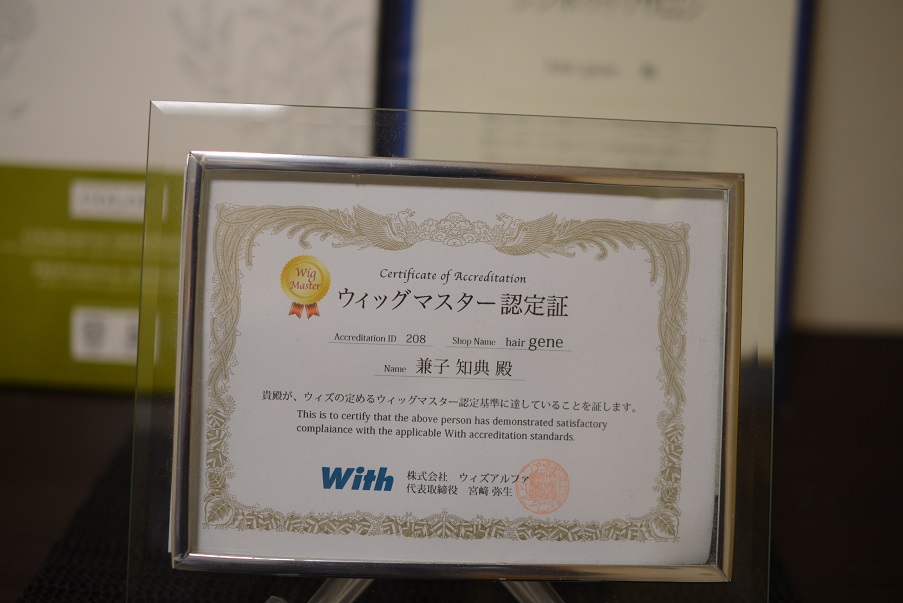 Certificate of Accreditation
Wig
Master
ウィッグマスター認定証
Accreditation ID 208 Shop Name hair gene
Name 兼子 知典 殿
貴殿が、ウィズの定めるウィッグマスター認定基準に達していることを証します。
This is to certify that the above person has demonstrated satisfactory
complaiance with the applicable With accreditation standards.
With
株式会社 ウィズアルファ
代表取締役 宮﨑 弥生